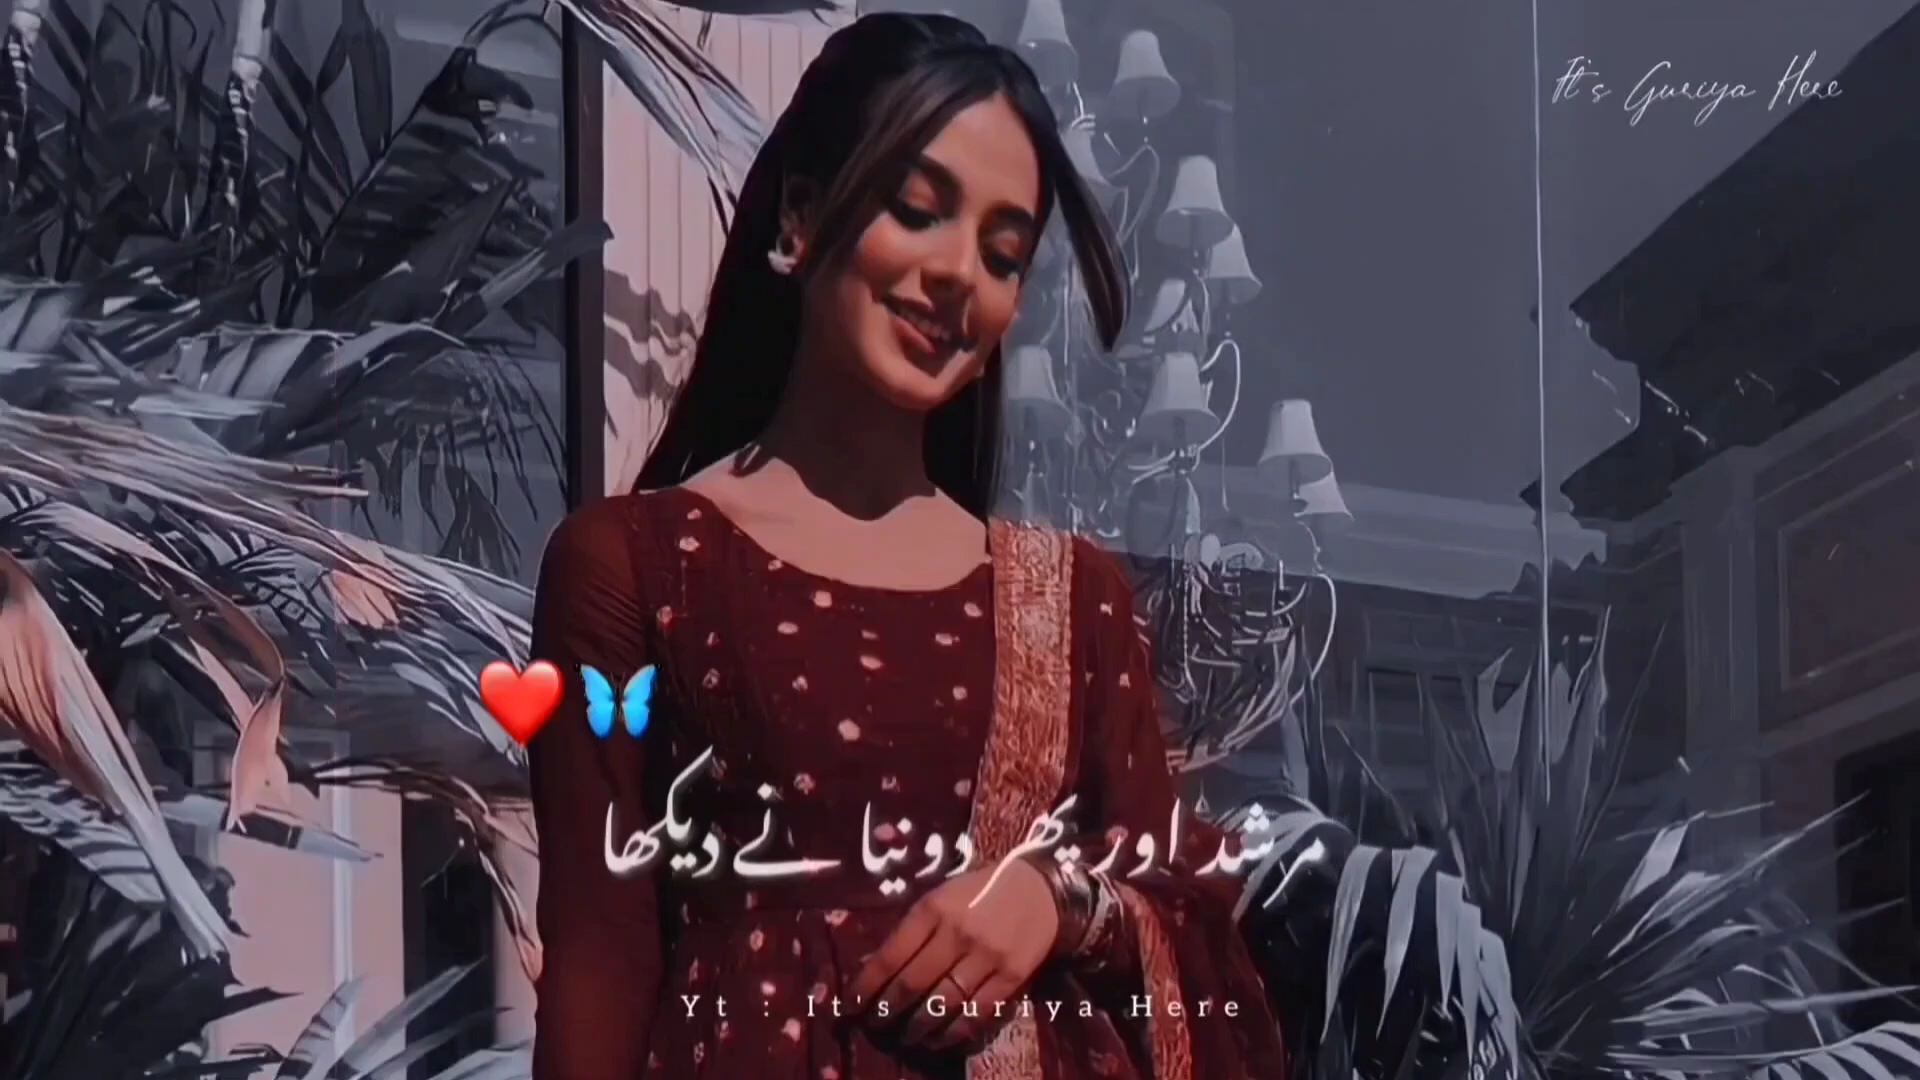 It's Guriya Here
❤️🦋
مرشد اور پھر دونیا نے دیکھا
Yt : It's Guriya Here